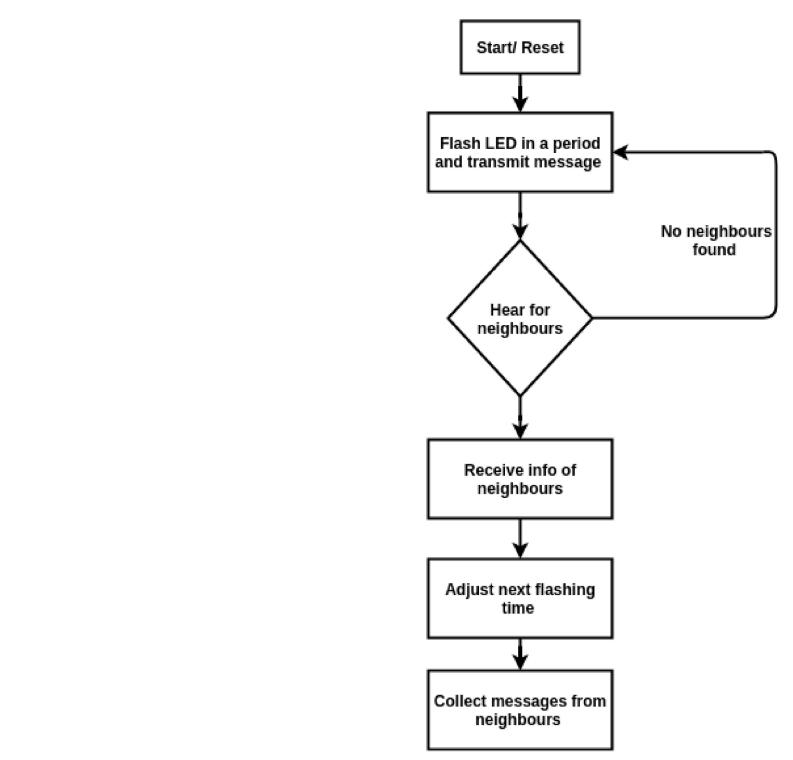 Start/ Reset
Flash LED in a period
and transmit message
No neighbours
found
Hear for
neighbours
Receive info of
neighbours
Adjust next flashing
time
Collect messages from
neighbours